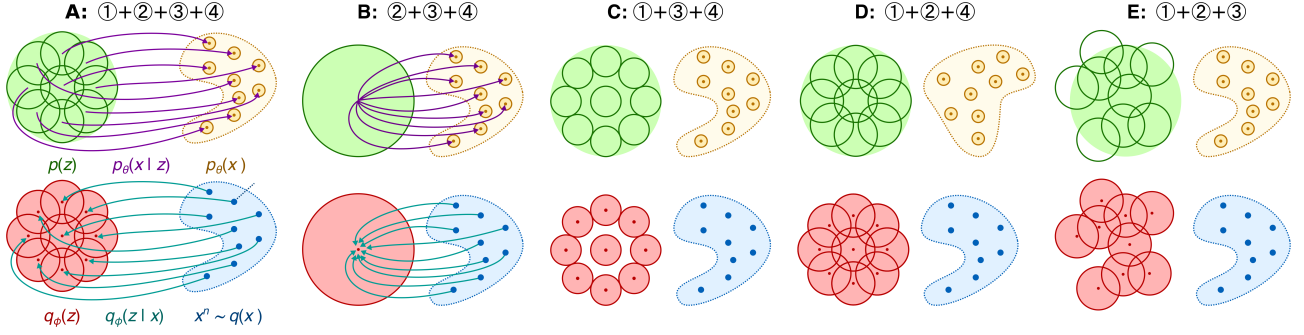 A: ①+②+③+④
B: ②+③+④
C: ①+③+④
D: ①+②+④
E: ①+②+③
p(z) pθ(x | z) pθ(x)
qϕ(z) qϕ(z | x) xⁿ ~ q(x)